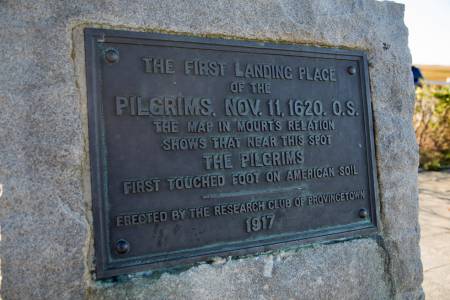 THE FIRST LANDING PLACE
OF THE
PILGRIMS, NOV. 11, 1620. O.S.
THE MAP IN MOURT'S RELATION
SHOWS THAT NEAR THIS SPOT
THE PILGRIMS
FIRST TOUCHED FOOT ON AMERICAN SOIL
ERECTED BY THE RESEARCH CLUB OF PROVINCETOWN
1917